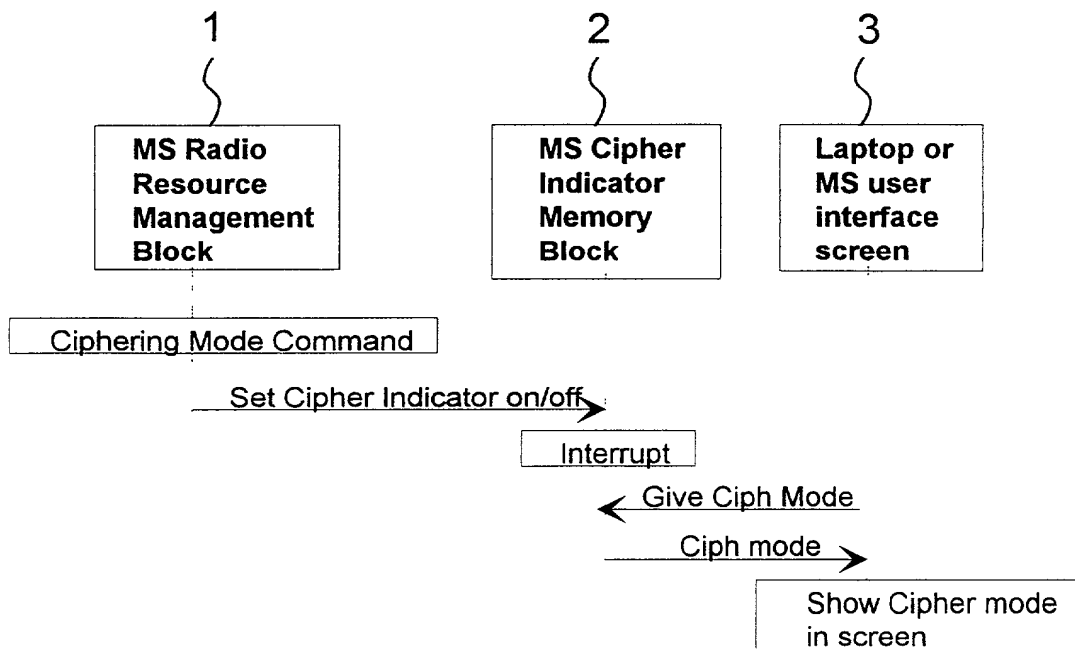 1
2
3
MS Radio
Resource
Management
Block
MS Cipher
Indicator
Memory
Block
Laptop or
MS user
interface
screen
Ciphering Mode Command
Set Cipher Indicator on/off
Interrupt
Give Ciph Mode
Ciph mode
Show Cipher mode
in screen